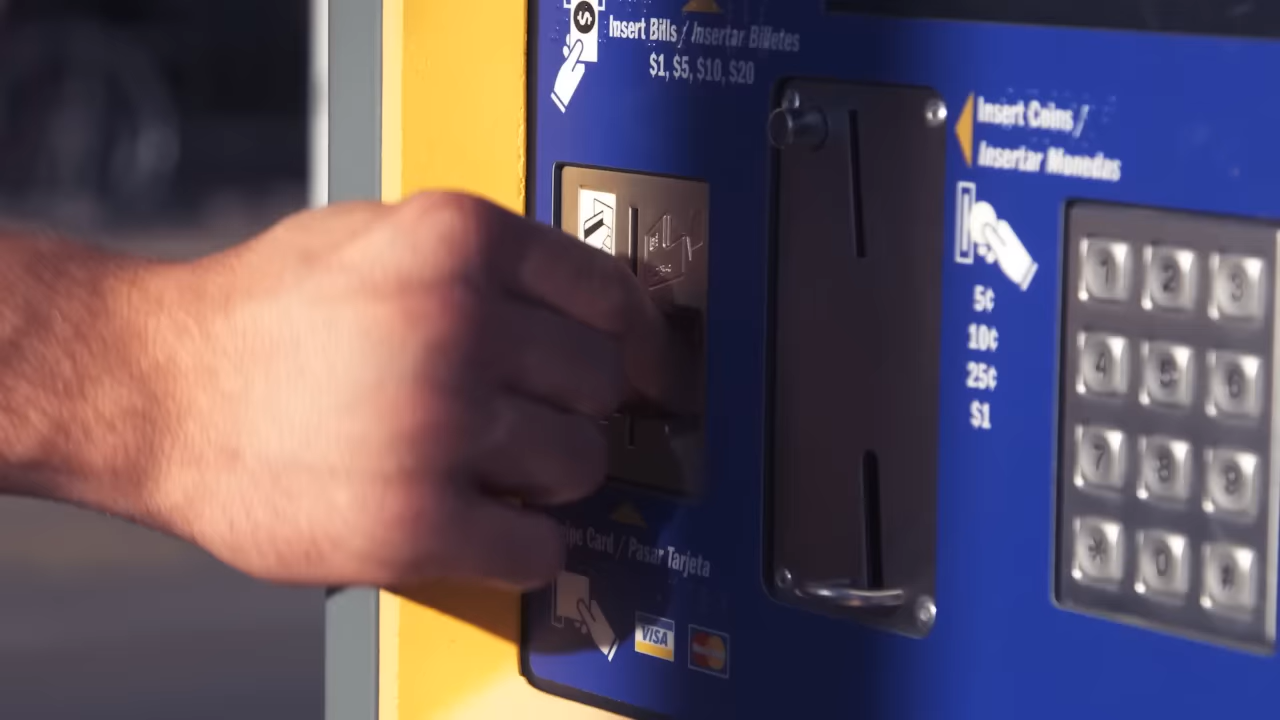 Insert Bills / Insertar Billetes
$1, $5, $10, $20
Insert Coins /
Insertar Monedas
5¢
10¢
25¢
$1
1 2 3
4 5 6
7 8 9
* 0 #
Card / Pasar Tarjeta
VISA
MasterCard